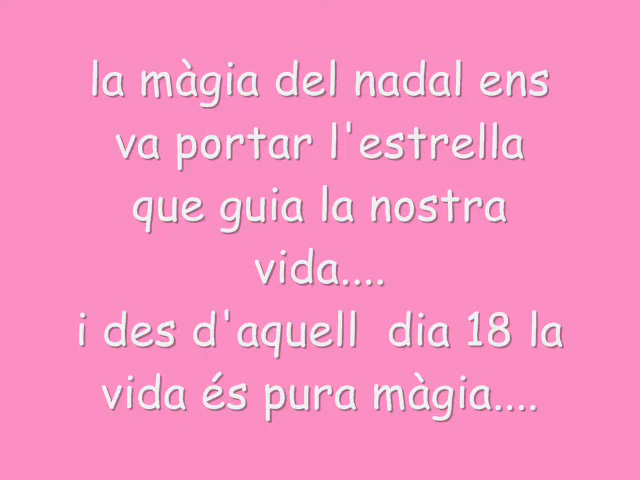 la màgia del nadal ens
va portar l'estrella
que guia la nostra
vida....
i des d'aquell  dia 18 la
vida és pura màgia....